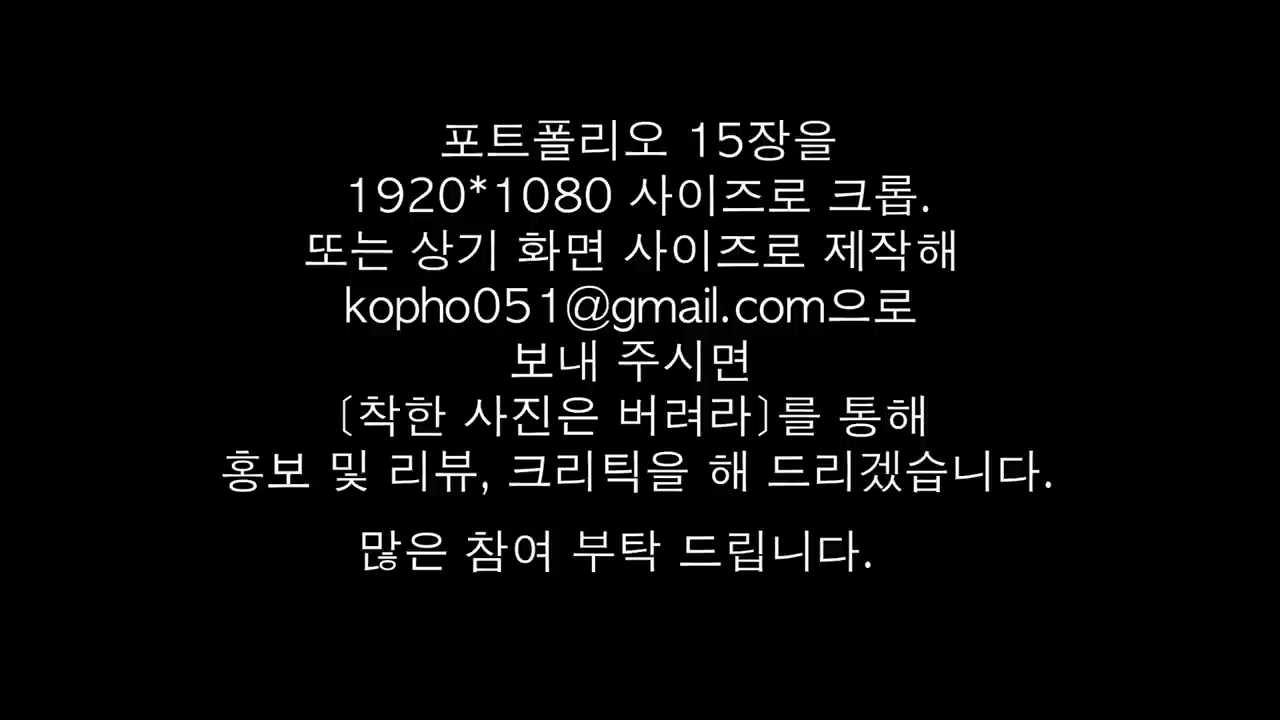 포트폴리오 15장을
1920*1080 사이즈로 크롭.
또는 상기 화면 사이즈로 제작해
kopho051@gmail.com으로
보내 주시면
〔착한 사진은 버려라〕를 통해
홍보 및 리뷰, 크리틱을 해 드리겠습니다.
많은 참여 부탁 드립니다.